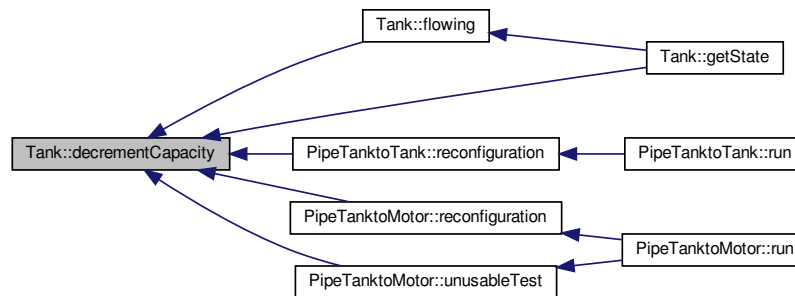 Tank::flowing
Tank::getState
Tank::decrementCapacity
PipeTanktoTank::reconfiguration
PipeTanktoTank::run
PipeTanktoMotor::reconfiguration
PipeTanktoMotor::run
PipeTanktoMotor::unusableTest